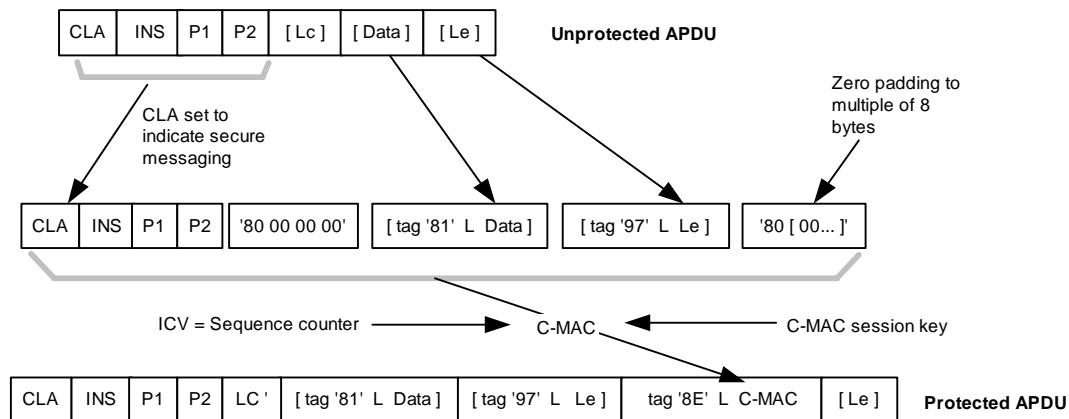 CLA INS P1 P2 [ Lc ] [ Data ] [ Le ] Unprotected APDU
CLA set to
indicate secure
messaging
Zero padding to
multiple of 8
bytes
CLA INS P1 P2 '80 00 00 00' [ tag '81' L Data ] [ tag '97' L Le ] '80 [ 00... ]'
ICV = Sequence counter C-MAC C-MAC session key
CLA INS P1 P2 LC ' [ tag '81' L Data ] [ tag '97' L Le ] tag '8E' L C-MAC [ Le ] Protected APDU